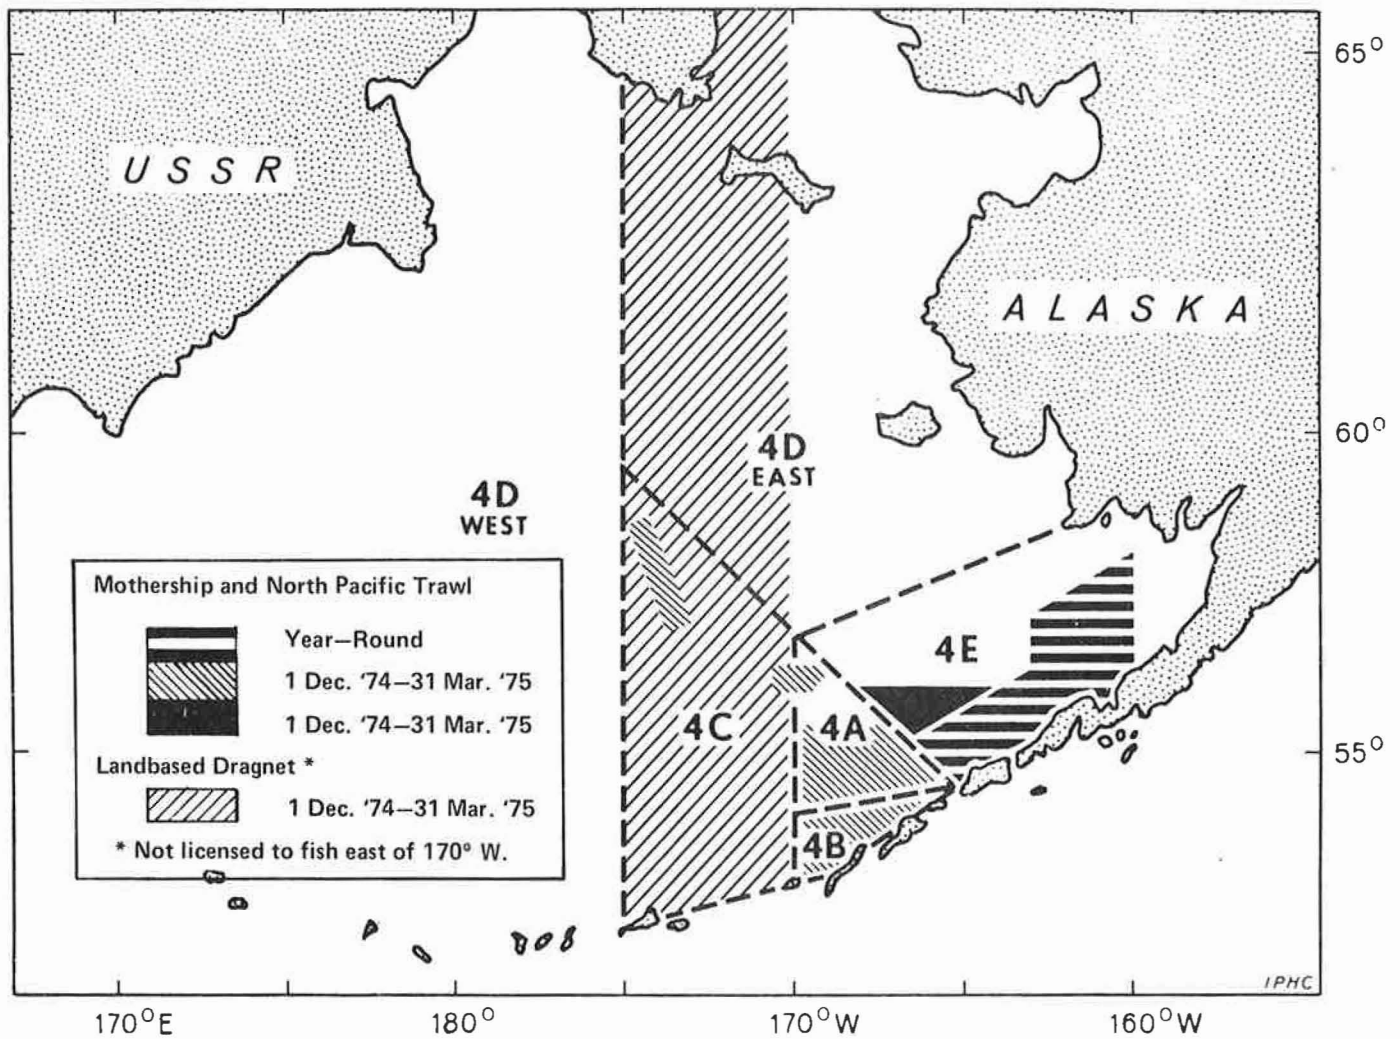 65°
USSR
ALASKA
60°
4D
EAST
4D
WEST
Mothership and North Pacific Trawl
Year–Round
1 Dec. '74–31 Mar. '75
1 Dec. '74–31 Mar. '75
Landbased Dragnet *
1 Dec. '74–31 Mar. '75
* Not licensed to fish east of 170° W.
4E
4C
4A
55°
4B
IPHC
170°E
180°
170°W
160°W